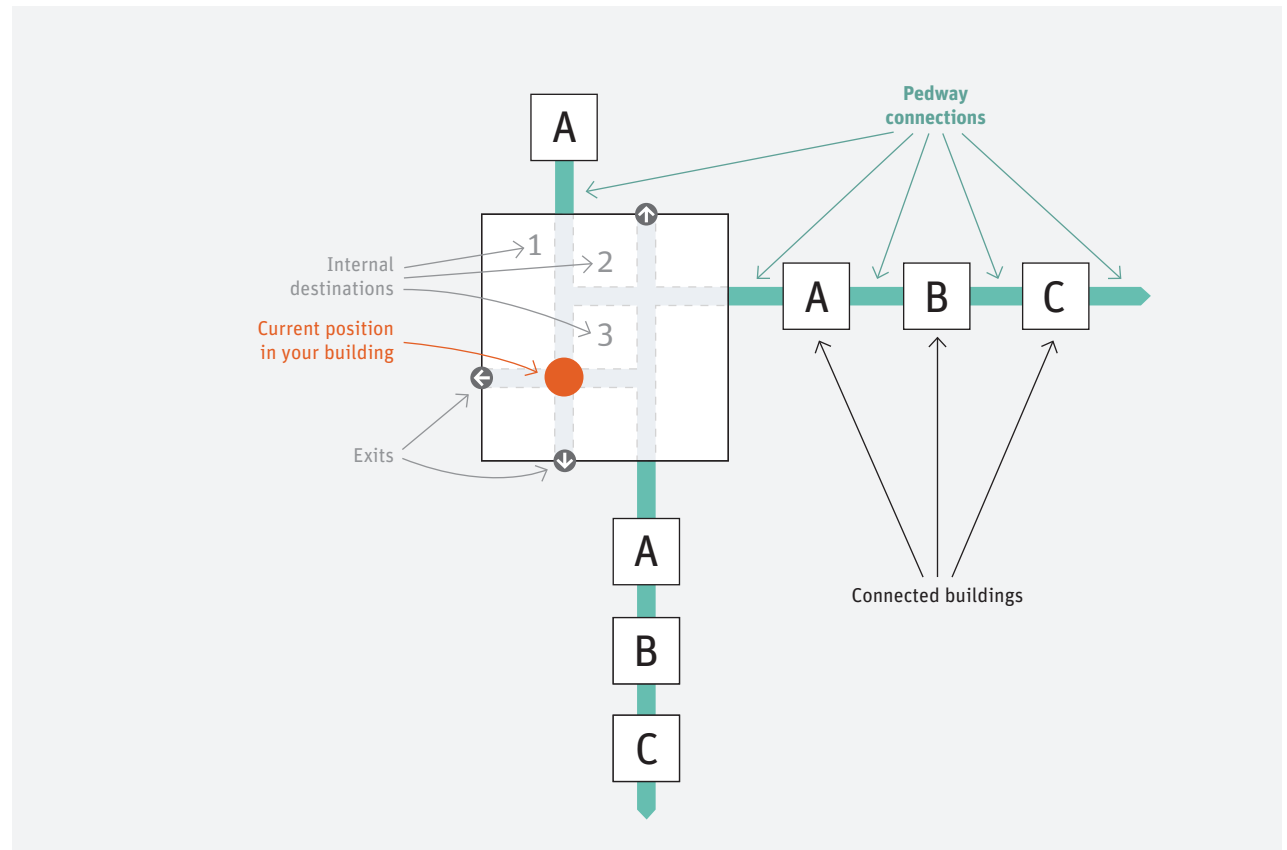 Pedway
connections
A
1
2
Internal
destinations
A
B
C
3
Current position
in your building
Exits
A
Connected buildings
B
C